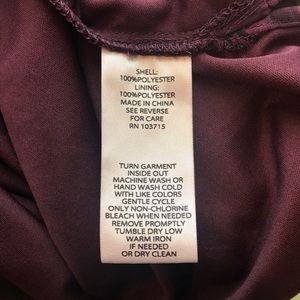 SHELL:
100%POLYESTER
LINING:
100%POLYESTER
MADE IN CHINA
SEE REVERSE
FOR CARE
RN 103715
TURN GARMENT
INSIDE OUT
MACHINE WASH OR
HAND WASH COLD
WITH LIKE COLORS
GENTLE CYCLE
ONLY NON-CHLORINE
BLEACH WHEN NEEDED
REMOVE PROMPTLY
TUMBLE DRY LOW
WARM IRON
IF NEEDED
OR DRY CLEAN